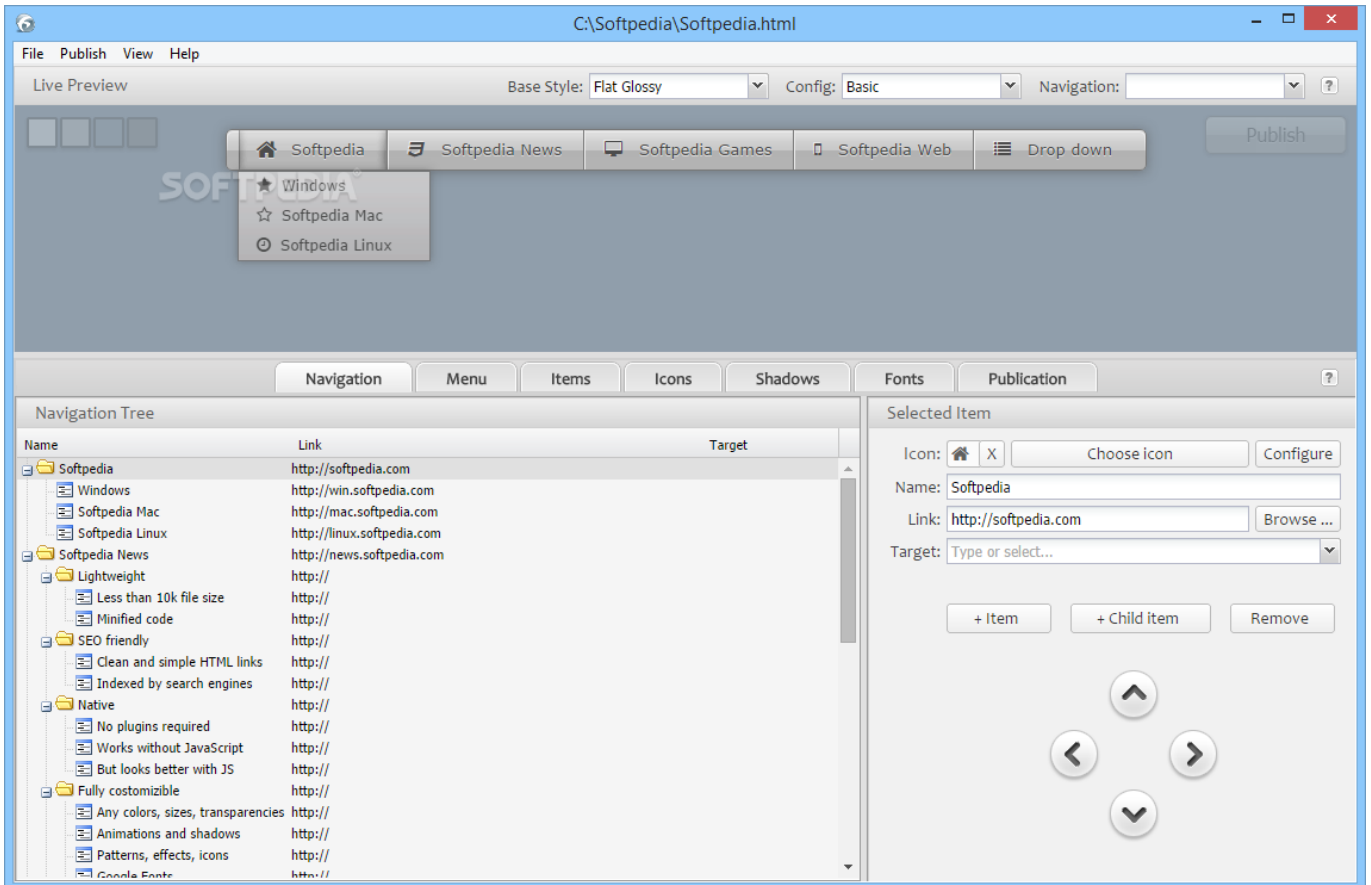 C:\Softpedia\Softpedia.html
File Publish View Help
Live Preview Base Style: Flat Glossy Config: Basic Navigation: ?
Softpedia Softpedia News Softpedia Games Softpedia Web Drop down Publish
SOFTPEDIA®
Windows
Softpedia Mac
Softpedia Linux
Navigation Menu Items Icons Shadows Fonts Publication ?
Navigation Tree
Name Link Target
Softpedia http://softpedia.com
Windows http://win.softpedia.com
Softpedia Mac http://mac.softpedia.com
Softpedia Linux http://linux.softpedia.com
Softpedia News http://news.softpedia.com
Lightweight http://
Less than 10k file size http://
Minified code http://
SEO friendly http://
Clean and simple HTML links http://
Indexed by search engines http://
Native http://
No plugins required http://
Works without JavaScript http://
But looks better with JS http://
Fully costomizible http://
Any colors, sizes, transparencies http://
Animations and shadows http://
Patterns, effects, icons http://
Google Fonts http://
Selected Item
Icon: X Choose icon Configure
Name: Softpedia
Link: http://softpedia.com Browse ...
Target: Type or select...
+ Item + Child item Remove